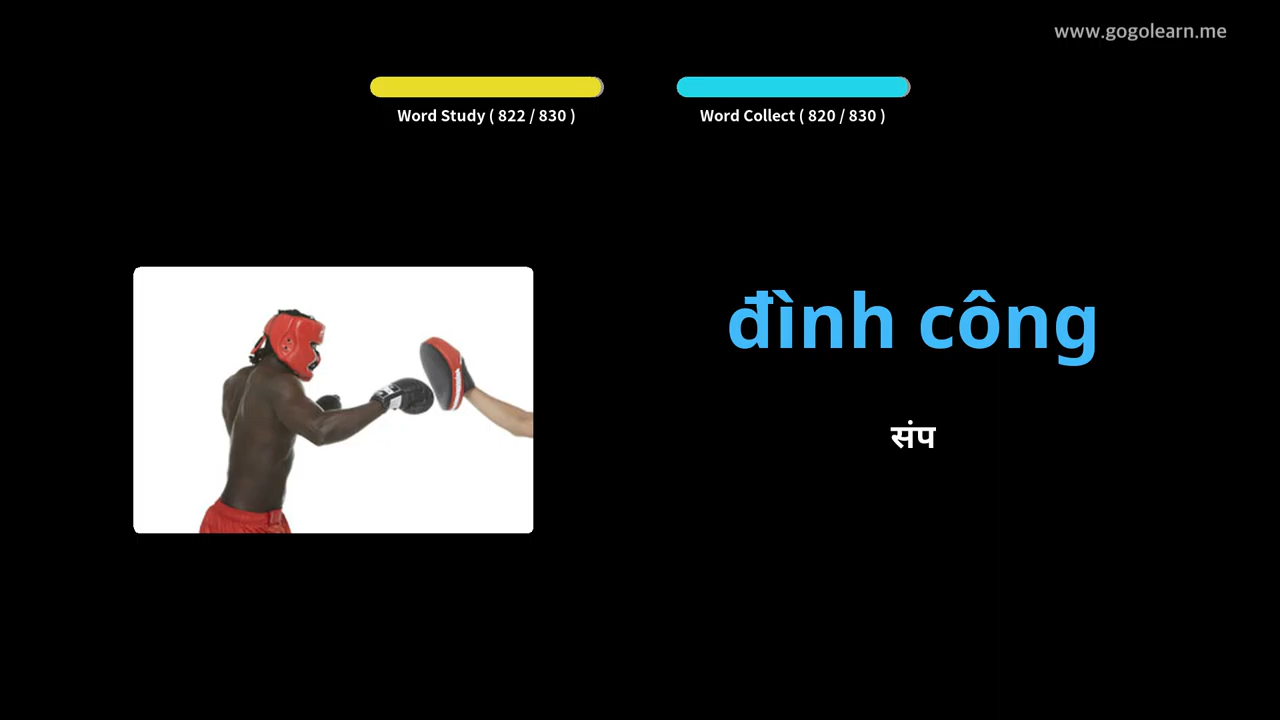 www.gogolearn.me
Word Study ( 822 / 830 )
Word Collect ( 820 / 830 )
đình công
संप